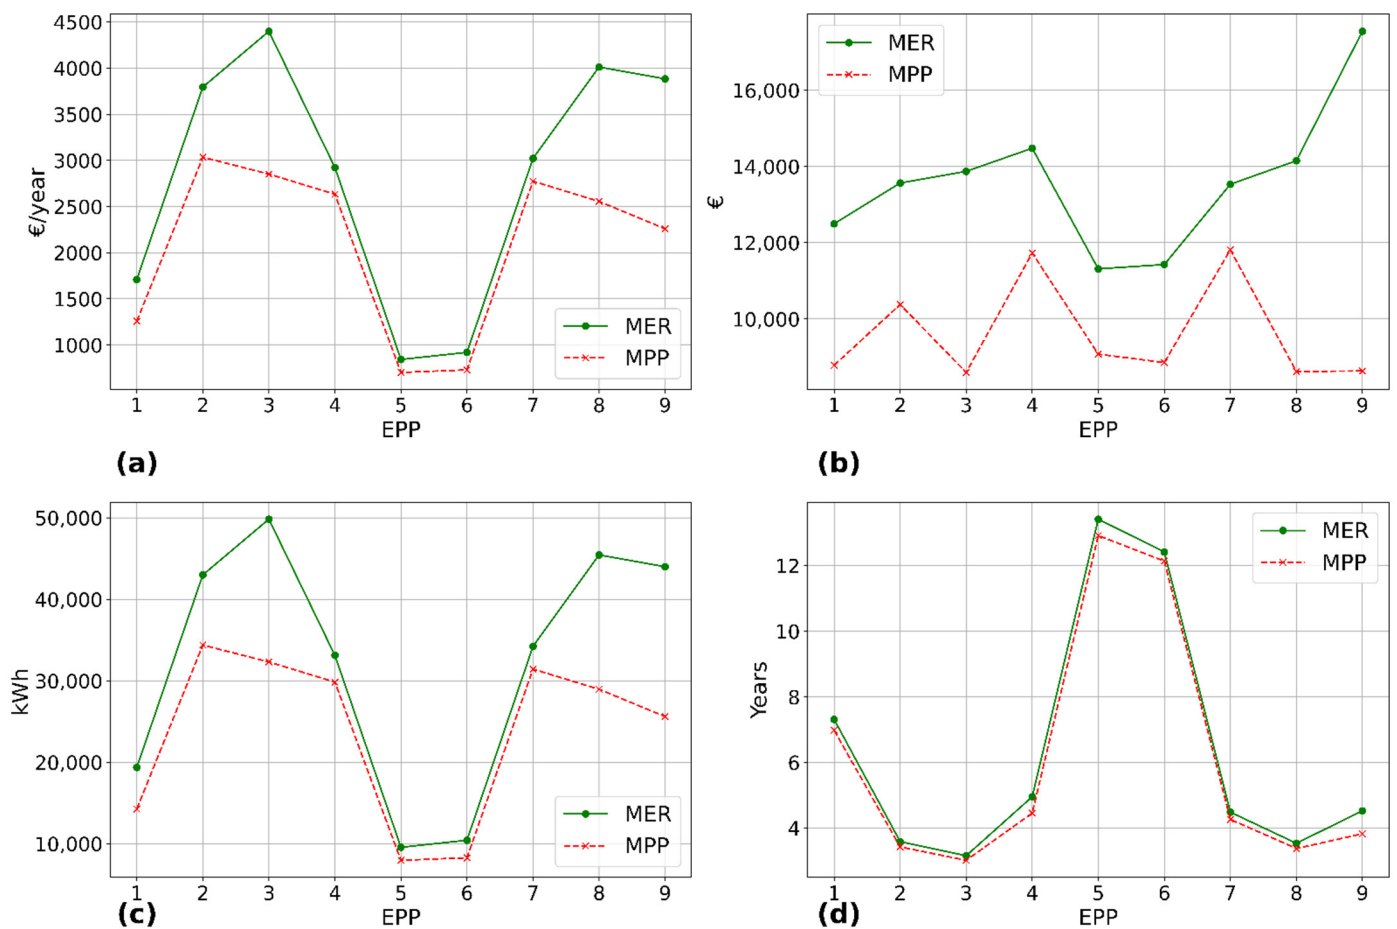 4500
4000
3500
3000
2500
2000
1500
1000
€/year
MER
MPP
1 2 3 4 5 6 7 8 9
EPP
(a)
16,000
14,000
12,000
10,000
€
MER
MPP
1 2 3 4 5 6 7 8 9
EPP
(b)
50,000
40,000
30,000
20,000
10,000
kWh
MER
MPP
1 2 3 4 5 6 7 8 9
EPP
(c)
12
10
8
6
4
Years
MER
MPP
1 2 3 4 5 6 7 8 9
EPP
(d)